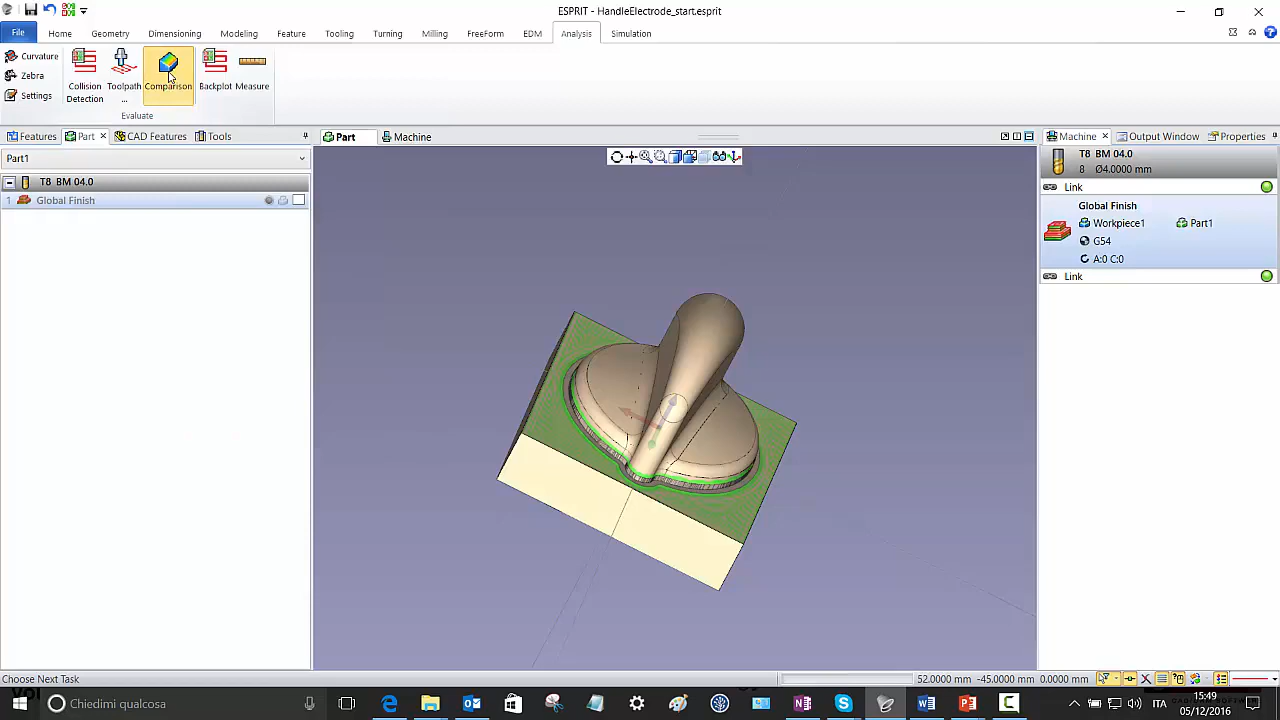 ESPRIT - HandleElectrode_start.esprit
File Home Geometry Dimensioning Modeling Feature Tooling Turning Milling FreeForm EDM Analysis Simulation
Curvature
Zebra
Settings
Collision Detection
Toolpath ...
Comparison
Backplot
Measure
Evaluate
Features Part CAD Features Tools
Part1
T8 BM 04.0
1 Global Finish
Part Machine
Machine Output Window Properties
T8 BM 04.0
8 Ø4.0000 mm
Link
Global Finish
Workpiece1 Part1
G54
A:0 C:0
Link
Choose Next Task
52.0000 mm -45.0000 mm 0.0000 mm
Chiedimi qualcosa
ITA
15:49
05/12/2016